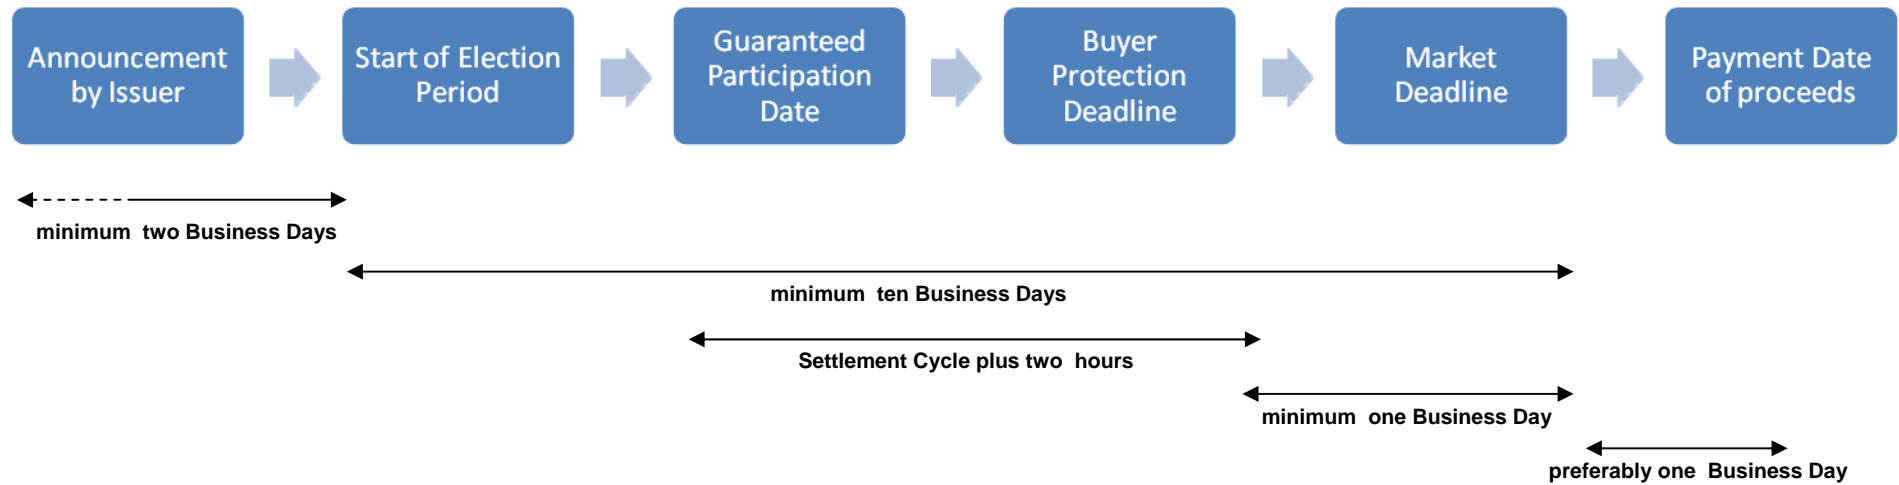 Announcement
by Issuer
Start of Election
Period
Guaranteed
Participation
Date
Buyer
Protection
Deadline
Market
Deadline
Payment Date
of proceeds
minimum two Business Days
minimum ten Business Days
Settlement Cycle plus two hours
minimum one Business Day
preferably one Business Day